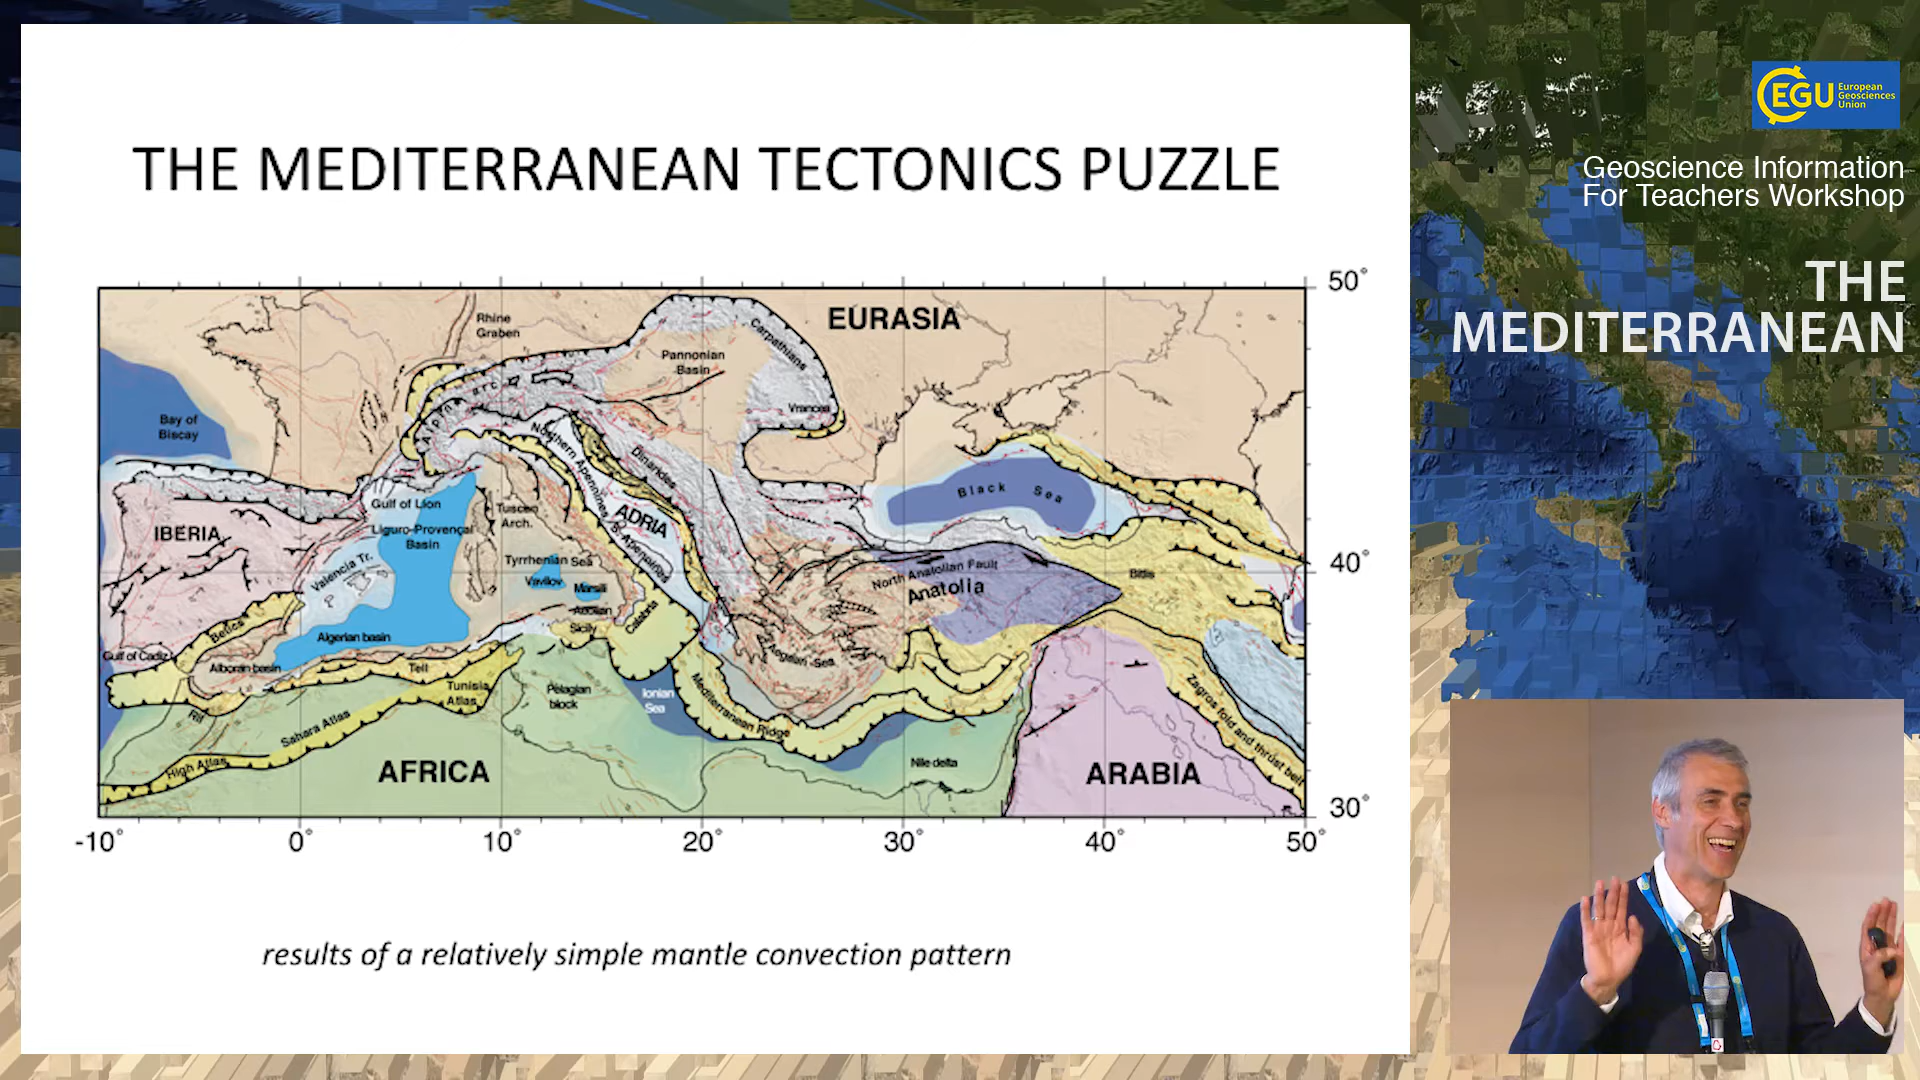 THE MEDITERRANEAN TECTONICS PUZZLE
50°
EURASIA
Rhine
Graben
Carpathians
Pannonian
Basin
Vrancea
Bay of
Biscay
Alpine arc
Northern Apennines
Dinarides
Black Sea
Gulf of Lion
Tuscan
Arch.
ADRIA
IBERIA
Liguro-Provençal
Basin
S. Apennines
40°
Valencia Tr.
Tyrrhenian Sea
Vavilov
Marsili
North Anatolian Fault
Anatolia
Bitlis
Aeolian
Calabria
Sicily
Betics
Algerian basin
Gulf of Cadiz
Alboran basin
Tell
Aegean Sea
Tunisia
Atlas
Pelagian
block
Ionian
Sea
Mediterranean Ridge
Zagros fold and thrust belt
Rif
Sahara Atlas
High Atlas
AFRICA
Nile delta
ARABIA
30°
-10°
0°
10°
20°
30°
40°
50°
results of a relatively simple mantle convection pattern
EGU
European
Geosciences
Union
Geoscience Information
For Teachers Workshop
THE
MEDITERRANEAN